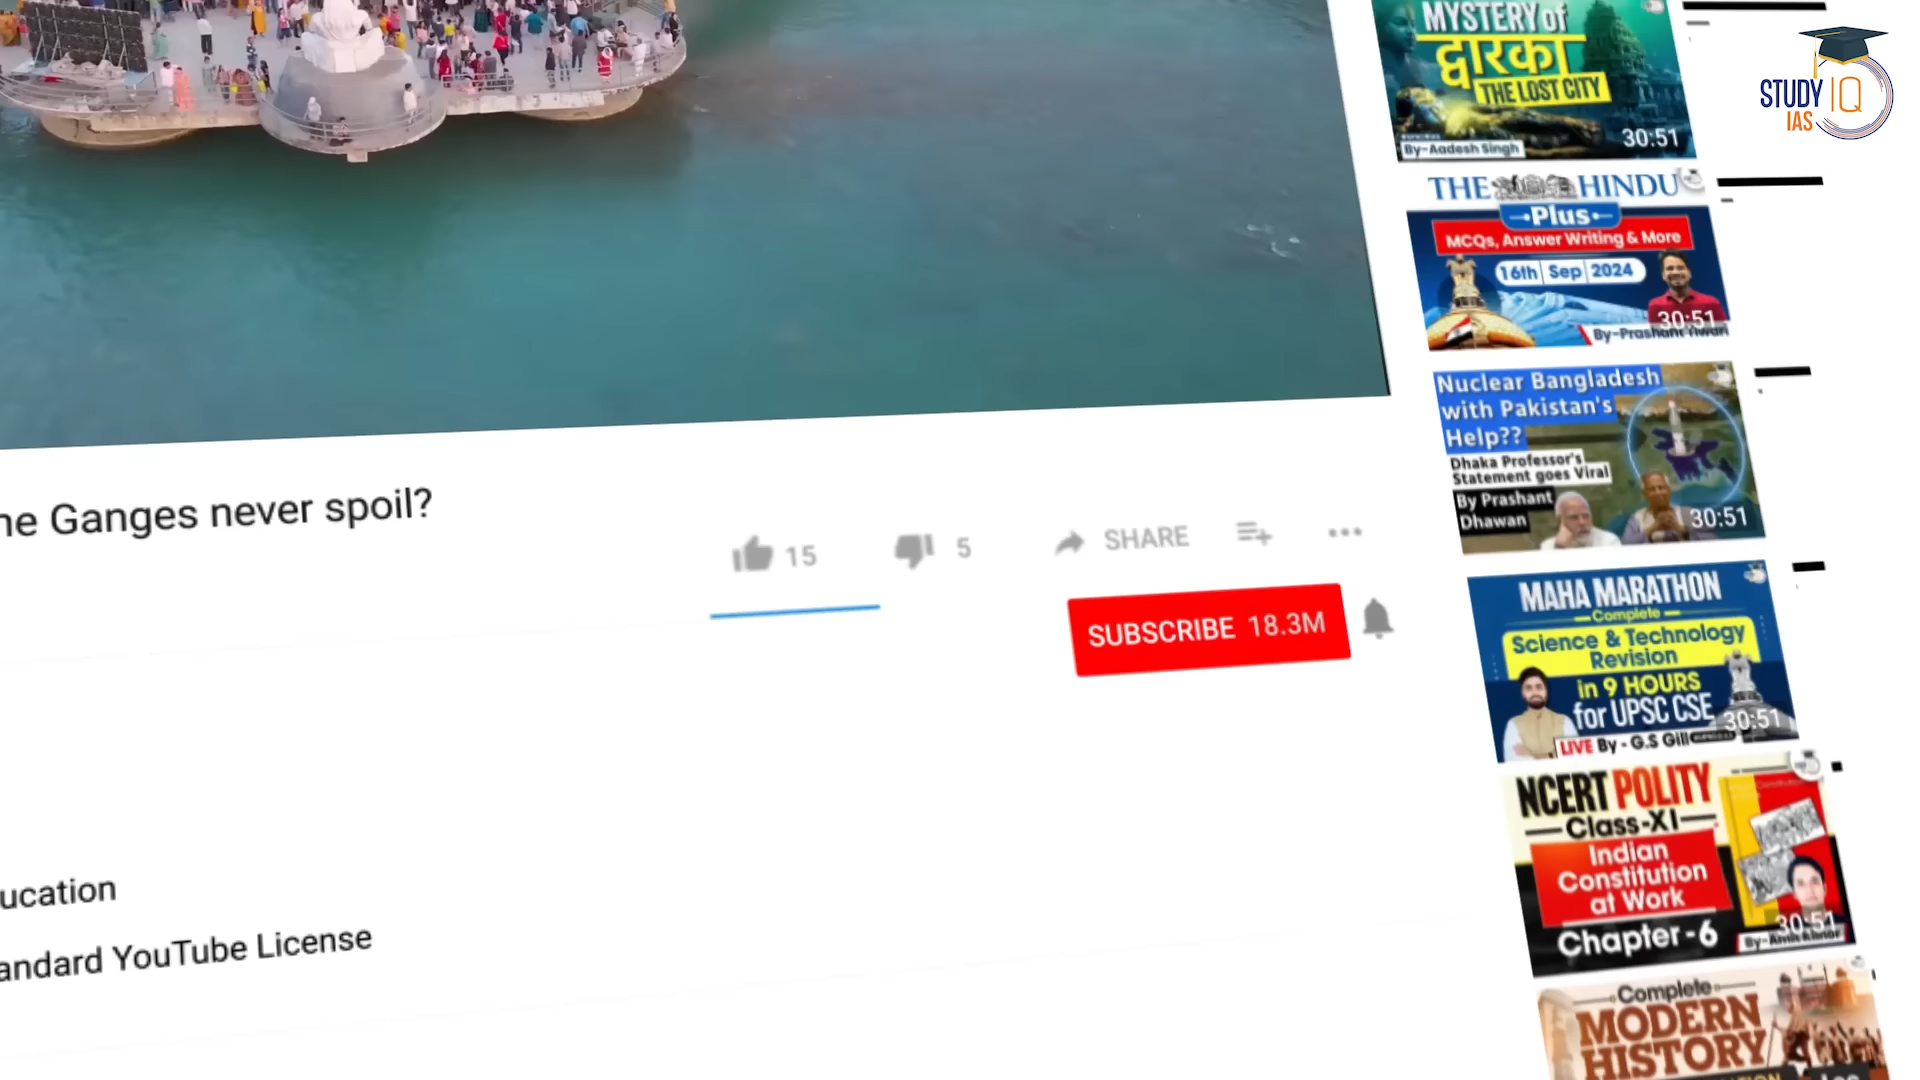 MYSTERY of
द्वारका
THE LOST CITY
By-Aadesh Singh
30:51
STUDY IQ
IAS
THE HINDU
Plus
MCQs, Answer Writing & More
16th Sep 2024
30:51
By-Prashant Tiwari
Nuclear Bangladesh
with Pakistan's
Help??
Dhaka Professor's
Statement goes Viral
By Prashant
Dhawan
30:51
he Ganges never spoil?
15
5
SHARE
SUBSCRIBE 18.3M
MAHA MARATHON
Complete
Science & Technology
Revision
in 9 HOURS
for UPSC CSE
30:51
LIVE By - G.S Gill
NCERT POLITY
Class-XI
Indian
Constitution
at Work
Chapter - 6
30:51
ucation
andard YouTube License
Complete
MODERN
HISTORY